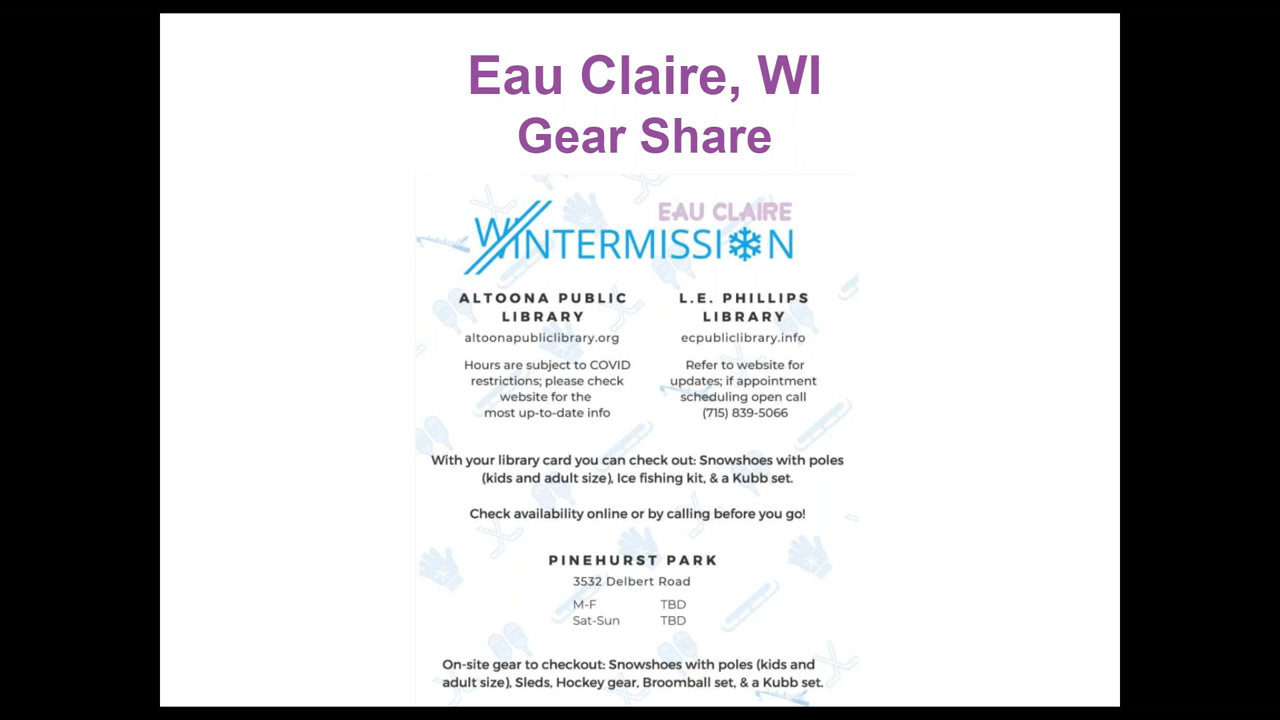 Eau Claire, WI
Gear Share
EAU CLAIRE
WINTERMISSION
ALTOONA PUBLIC
LIBRARY
altoonapubliclibrary.org
Hours are subject to COVID
restrictions; please check
website for the
most up-to-date info
L.E. PHILLIPS
LIBRARY
ecpubliclibrary.info
Refer to website for
updates; if appointment
scheduling open call
(715) 839-5066
With your library card you can check out: Snowshoes with poles
(kids and adult size), Ice fishing kit, & a Kubb set.
Check availability online or by calling before you go!
PINEHURST PARK
3532 Delbert Road
M-F TBD
Sat-Sun TBD
On-site gear to checkout: Snowshoes with poles (kids and
adult size), Sleds, Hockey gear, Broomball set, & a Kubb set.